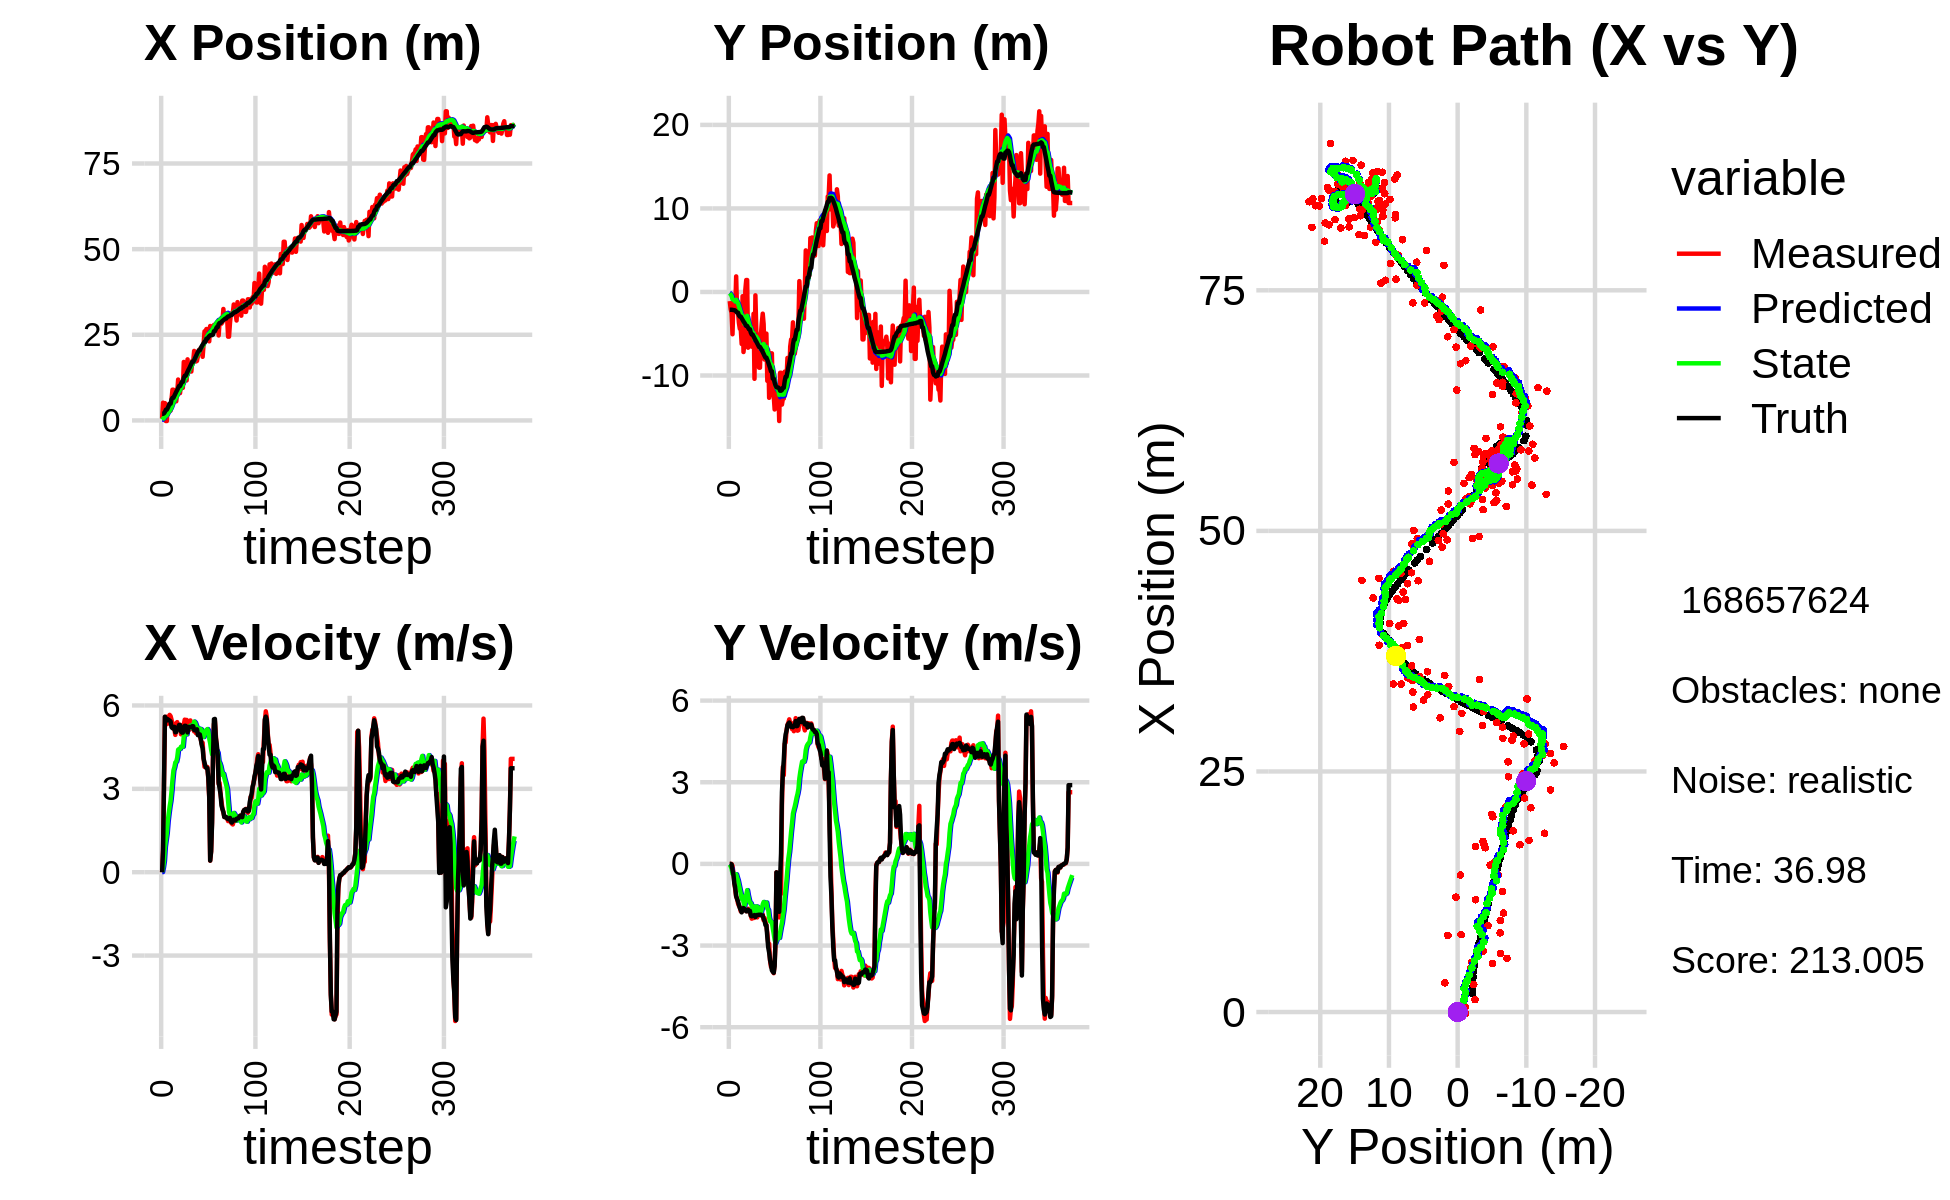 X Position (m)
75
50
25
0
0 100 200 300
timestep
Y Position (m)
20
10
0
-10
0 100 200 300
timestep
X Velocity (m/s)
6
3
0
-3
0 100 200 300
timestep
Y Velocity (m/s)
6
3
0
-3
-6
0 100 200 300
timestep
Robot Path (X vs Y)
X Position (m)
75
50
25
0
20 10 0 -10 -20
Y Position (m)
variable
Measured
Predicted
State
Truth
168657624
Obstacles: none
Noise: realistic
Time: 36.98
Score: 213.005